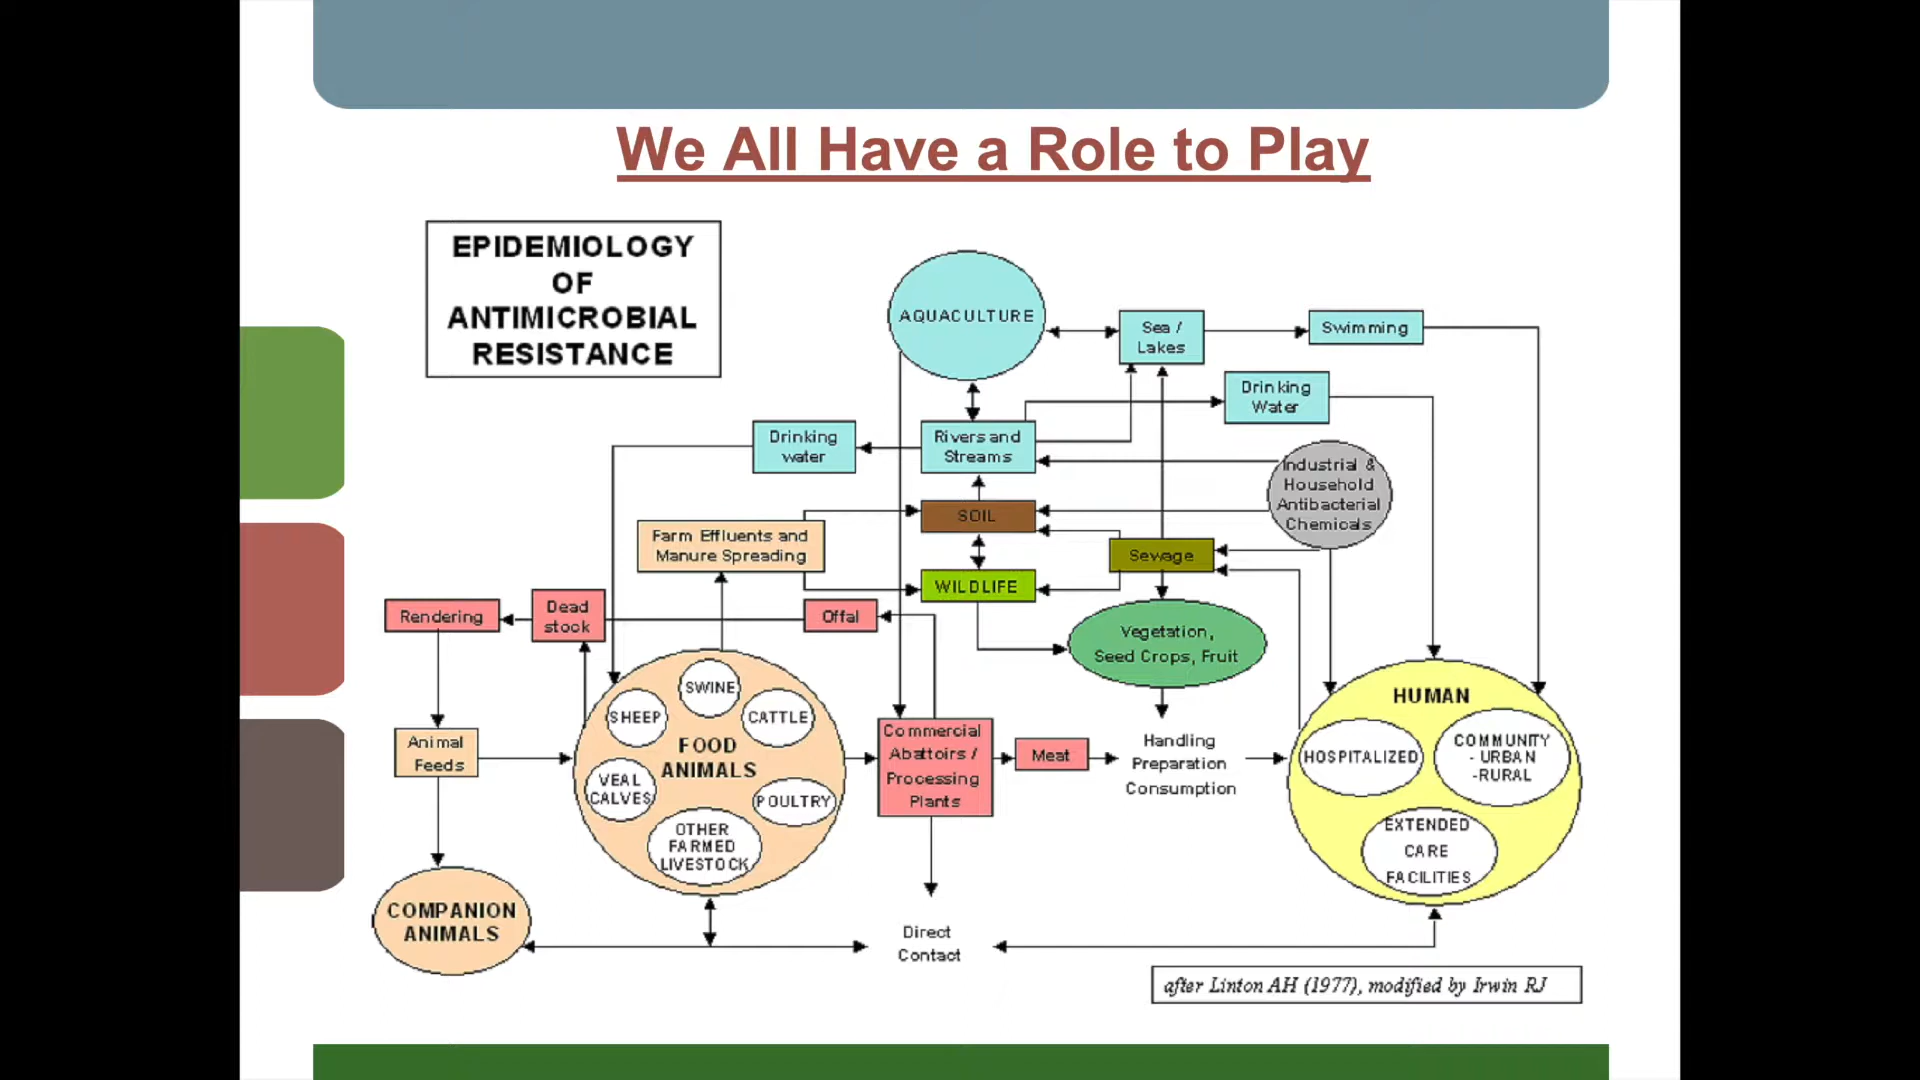 We All Have a Role to Play
EPIDEMIOLOGY
OF
ANTIMICROBIAL
RESISTANCE
AQUACULTURE
Sea /
Lakes
Swimming
Drinking
Water
Drinking
water
Rivers and
Streams
Industrial &
Household
Antibacterial
Chemicals
SOIL
Farm Effluents and
Manure Spreading
Sewage
WILDLIFE
Rendering
Dead
stock
Offal
Vegetation,
Seed Crops, Fruit
SWINE
SHEEP
CATTLE
FOOD
ANIMALS
VEAL
CALVES
POULTRY
OTHER
FARMED
LIVESTOCK
Animal
Feeds
Commercial
Abattoirs /
Processing
Plants
Meat
Handling
Preparation
Consumption
HUMAN
HOSPITALIZED
COMMUNITY
- URBAN
-RURAL
EXTENDED
CARE
FACILITIES
COMPANION
ANIMALS
Direct
Contact
after Linton AH (1977), modified by Irwin RJ